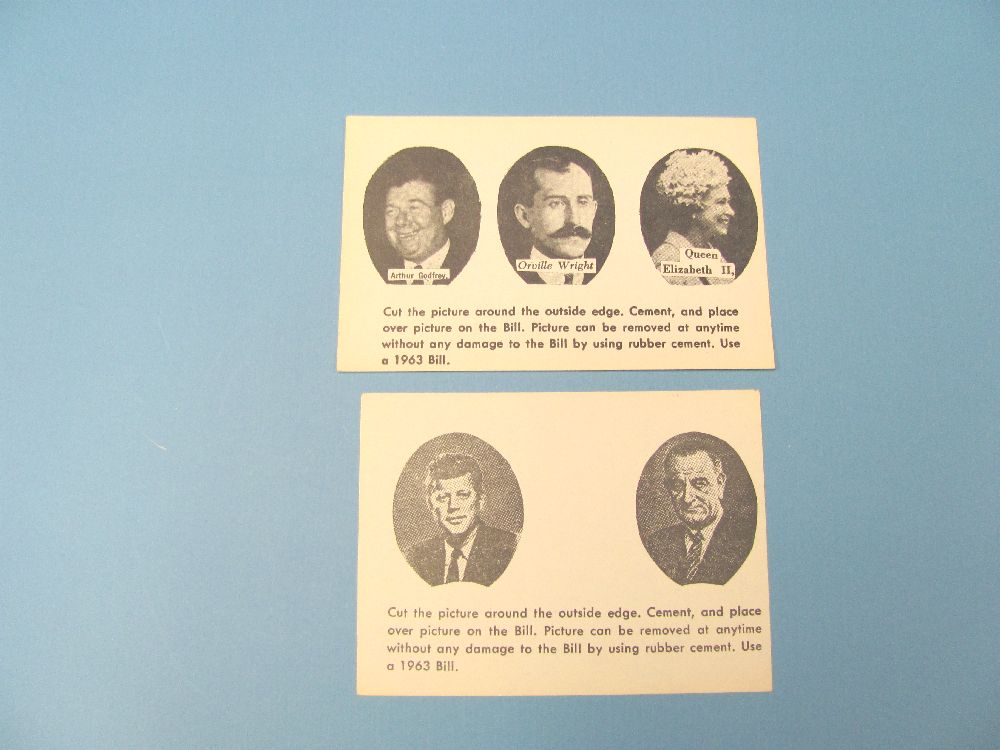 Arthur Godfrey,
Orville Wright
Queen
Elizabeth II,
Cut the picture around the outside edge. Cement, and place
over picture on the Bill. Picture can be removed at anytime
without any damage to the Bill by using rubber cement. Use
a 1963 Bill.
Cut the picture around the outside edge. Cement, and place
over picture on the Bill. Picture can be removed at anytime
without any damage to the Bill by using rubber cement. Use
a 1963 Bill.